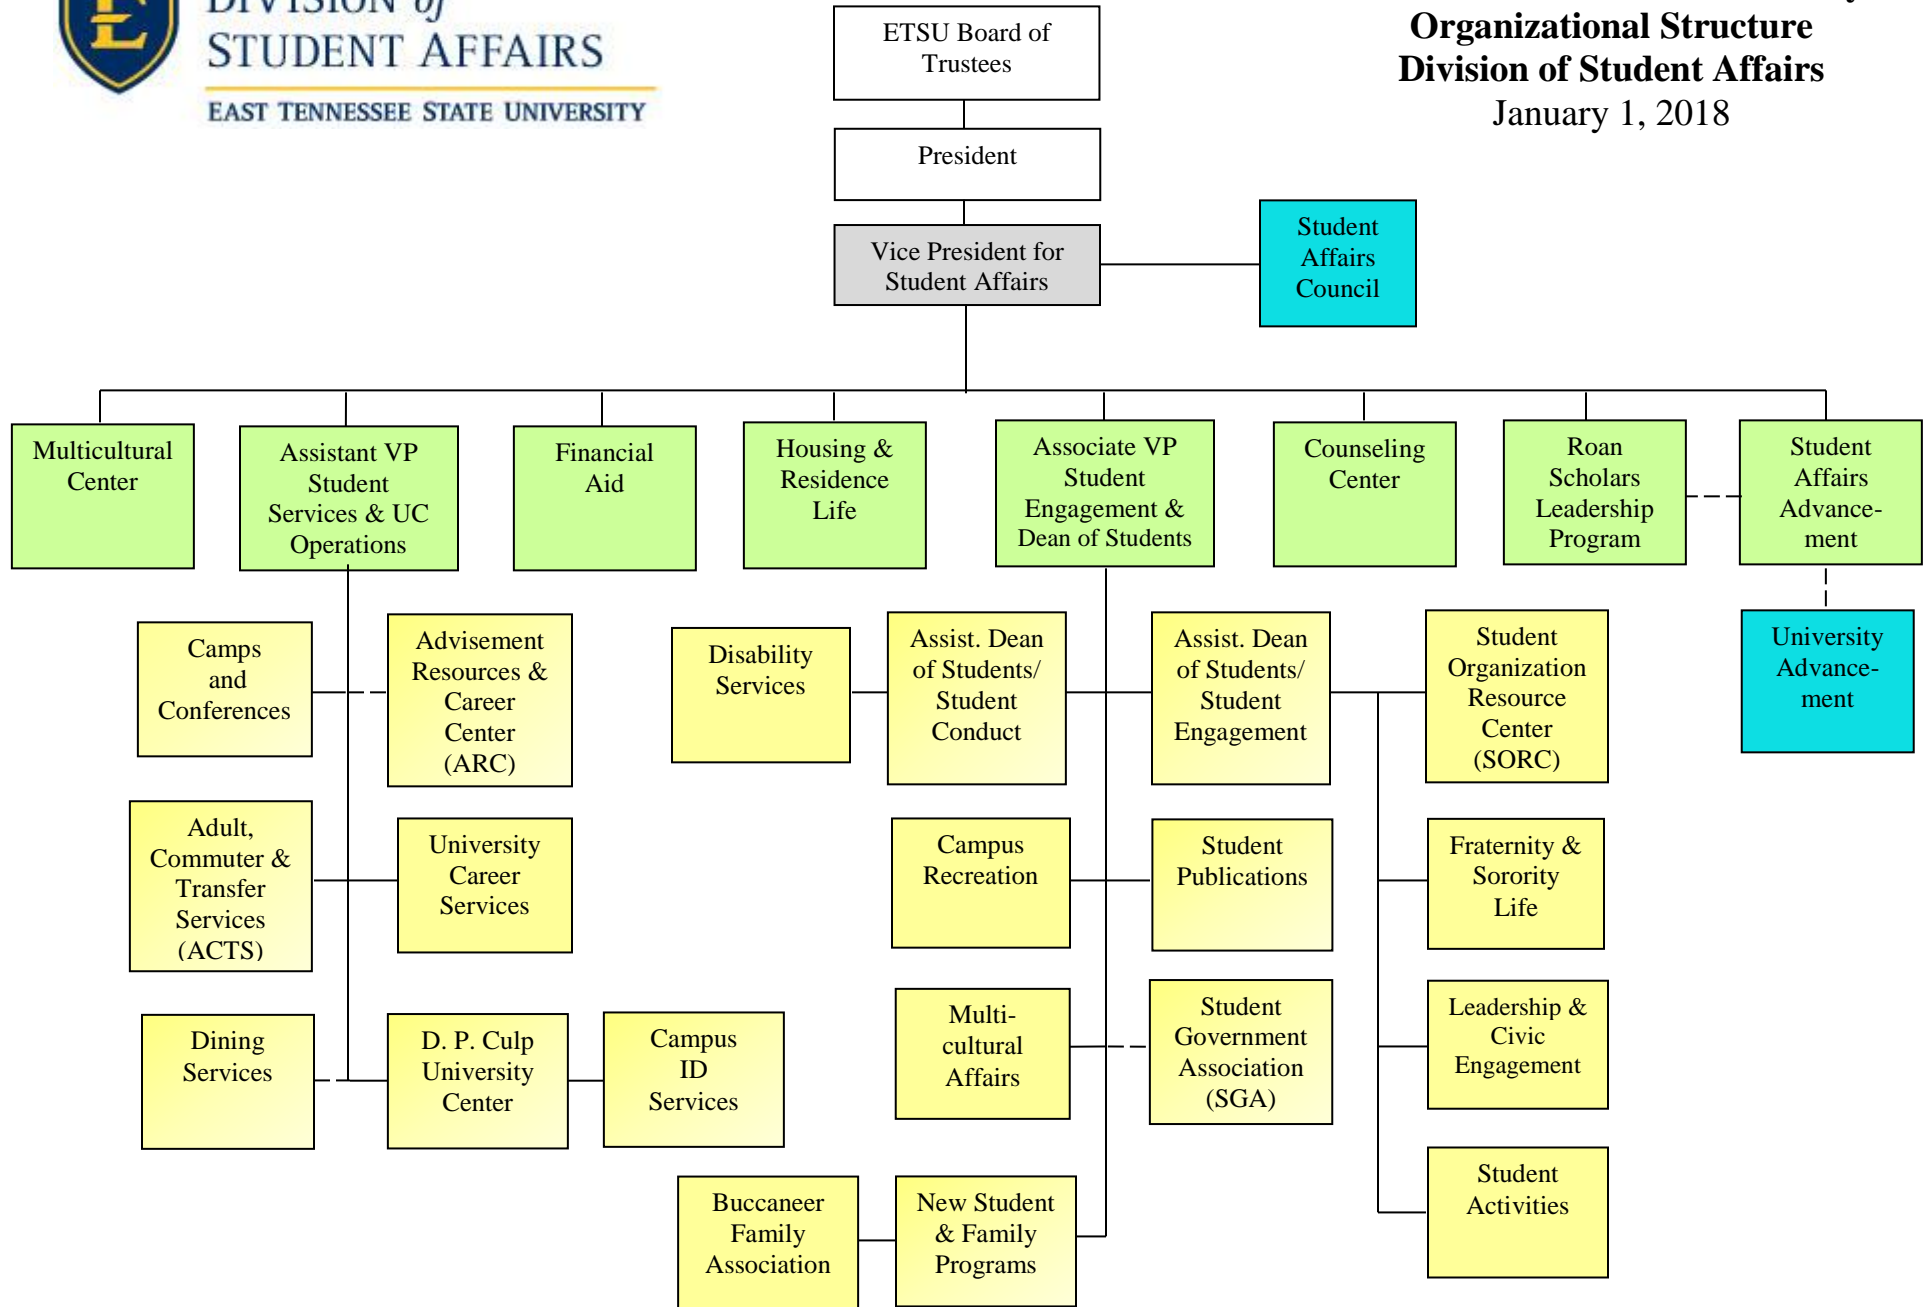 DIVISION of
STUDENT AFFAIRS
EAST TENNESSEE STATE UNIVERSITY
Organizational Structure
Division of Student Affairs
January 1, 2018
ETSU Board of
Trustees
President
Vice President for
Student Affairs
Student
Affairs
Council
Multicultural
Center
Assistant VP
Student
Services & UC
Operations
Financial
Aid
Housing &
Residence
Life
Associate VP
Student
Engagement &
Dean of Students
Counseling
Center
Roan
Scholars
Leadership
Program
Student
Affairs
Advance-
ment
Camps
and
Conferences
Advisement
Resources &
Career
Center
(ARC)
Disability
Services
Assist. Dean
of Students/
Student
Conduct
Assist. Dean
of Students/
Student
Engagement
Student
Organization
Resource
Center
(SORC)
University
Advance-
ment
Adult,
Commuter &
Transfer
Services
(ACTS)
University
Career
Services
Campus
Recreation
Student
Publications
Fraternity &
Sorority
Life
Dining
Services
D. P. Culp
University
Center
Campus
ID
Services
Multi-
cultural
Affairs
Student
Government
Association
(SGA)
Leadership &
Civic
Engagement
Buccaneer
Family
Association
New Student
& Family
Programs
Student
Activities